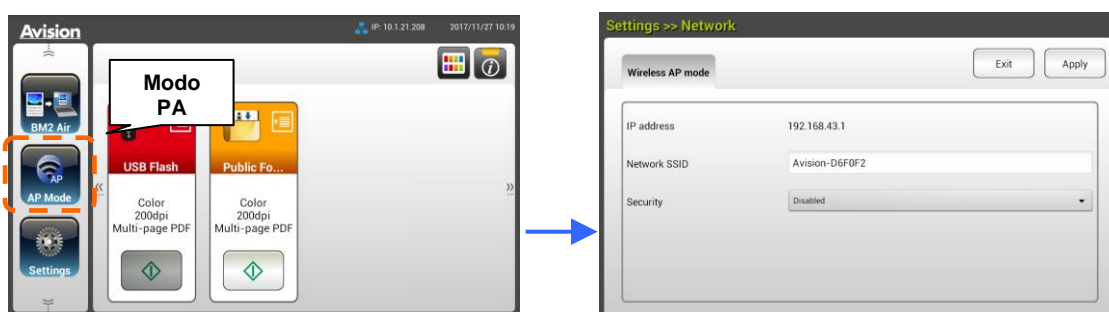 Avision
IP: 10.1.21.208
2017/11/27 10:19
Modo
PA
BM2 Air
AP
AP Mode
Settings
USB Flash
Color
200dpi
Multi-page PDF
Public Fo...
Color
200dpi
Multi-page PDF
Settings >> Network
Wireless AP mode
Exit
Apply
IP address
192.168.43.1
Network SSID
Avision-D6F0F2
Security
Disabled